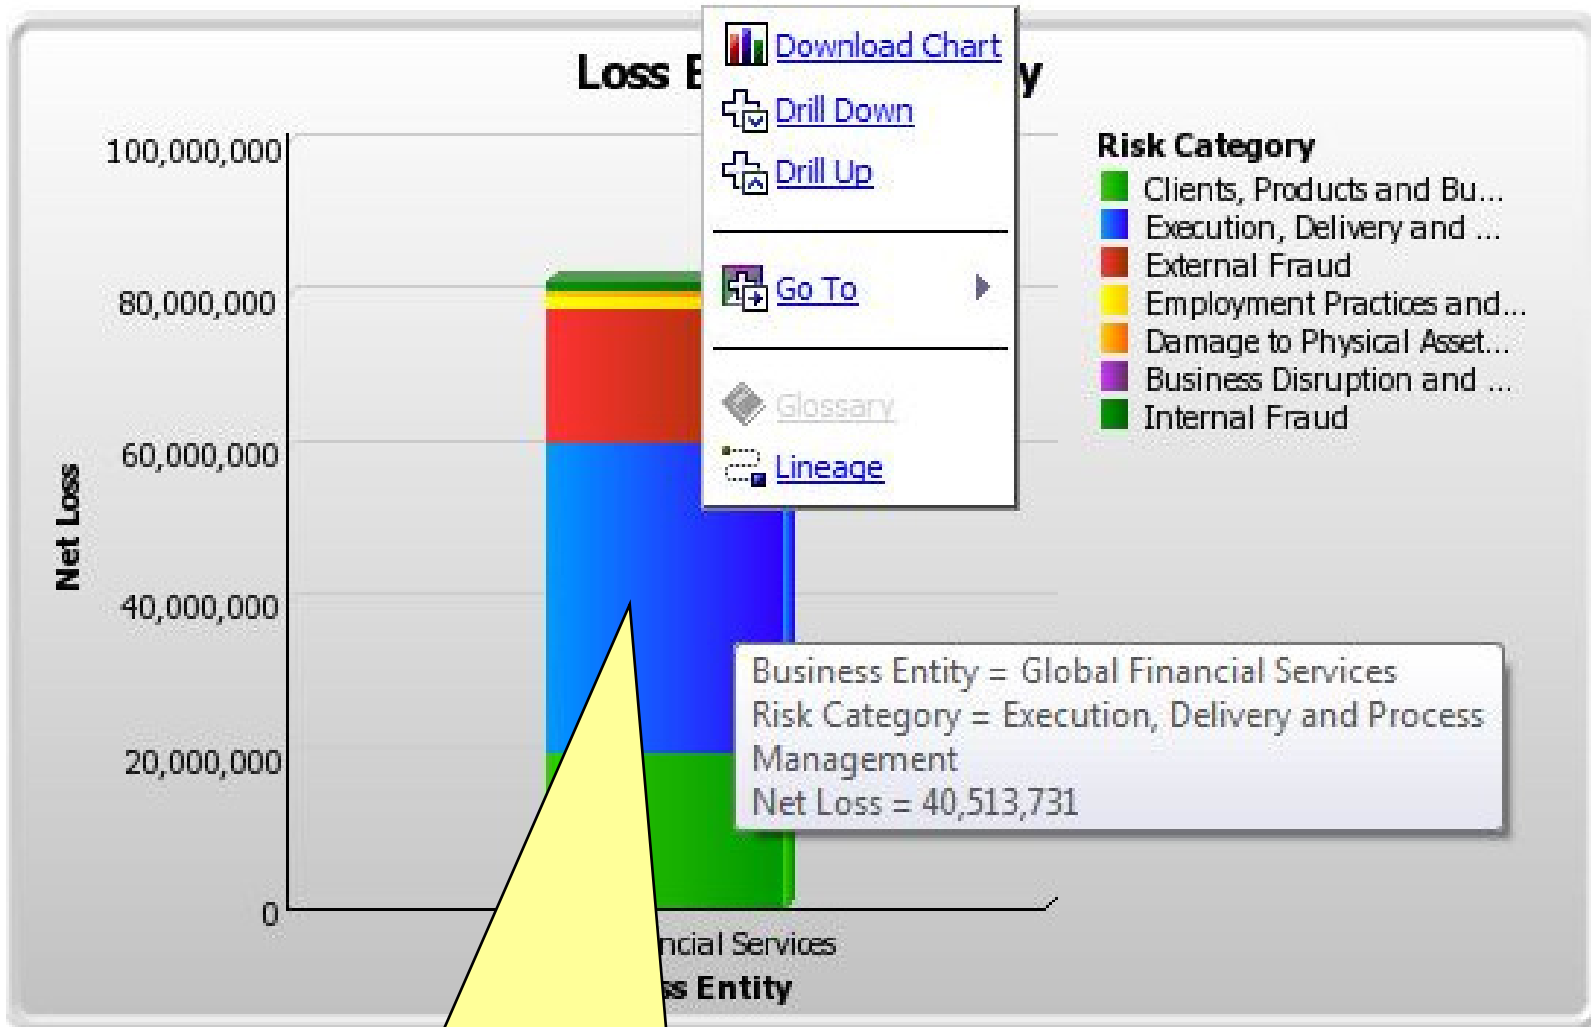 Loss E
y
Download Chart
Drill Down
Drill Up
Go To
Glossary
Lineage
100,000,000
80,000,000
60,000,000
40,000,000
20,000,000
0
Net Loss
Risk Category
Clients, Products and Bu...
Execution, Delivery and ...
External Fraud
Employment Practices and...
Damage to Physical Asset...
Business Disruption and ...
Internal Fraud
Business Entity = Global Financial Services
Risk Category = Execution, Delivery and Process
Management
Net Loss = 40,513,731
ncial Services
ss Entity